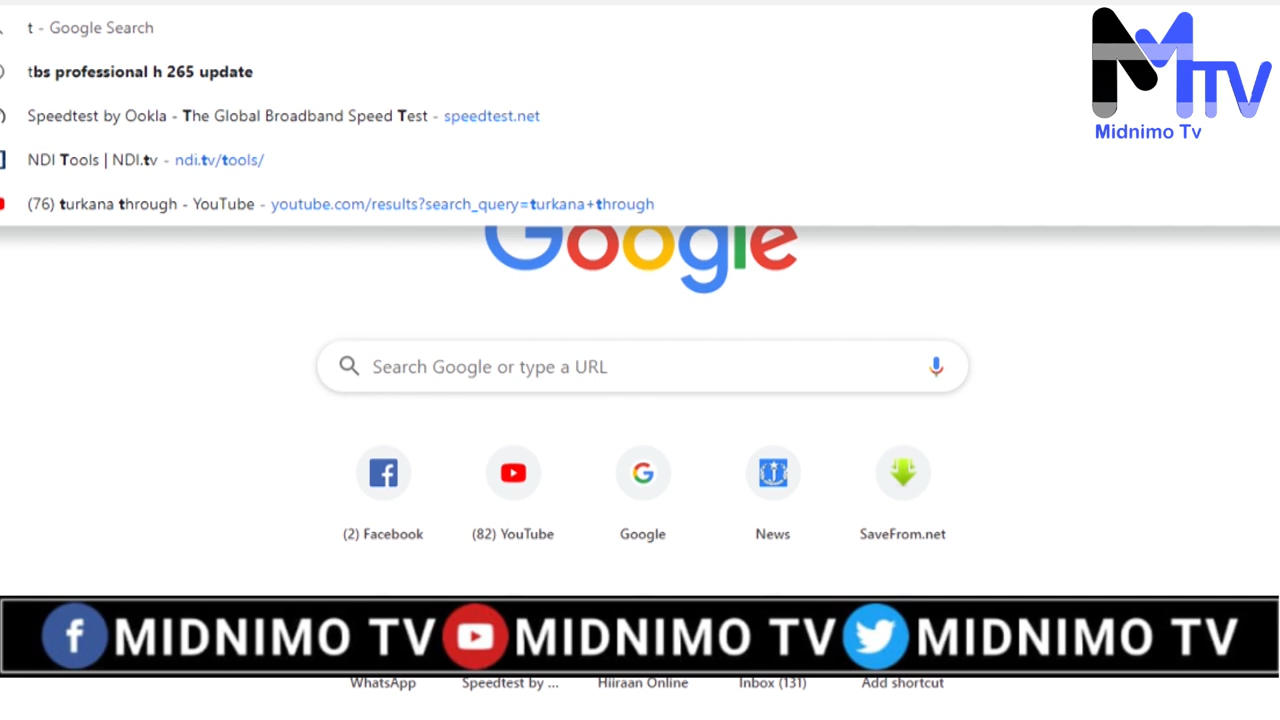 t - Google Search
tbs professional h 265 update
Speedtest by Ookla - The Global Broadband Speed Test - speedtest.net
NDI Tools | NDI.tv - ndi.tv/tools/
(76) turkana through - YouTube - youtube.com/results?search_query=turkana+through
MTV
Midnimo Tv
Google
Search Google or type a URL
(2) Facebook (82) YouTube Google News SaveFrom.net
MIDNIMO TV MIDNIMO TV MIDNIMO TV
WhatsApp Speedtest by ... Hiiraan Online Inbox (131) Add shortcut